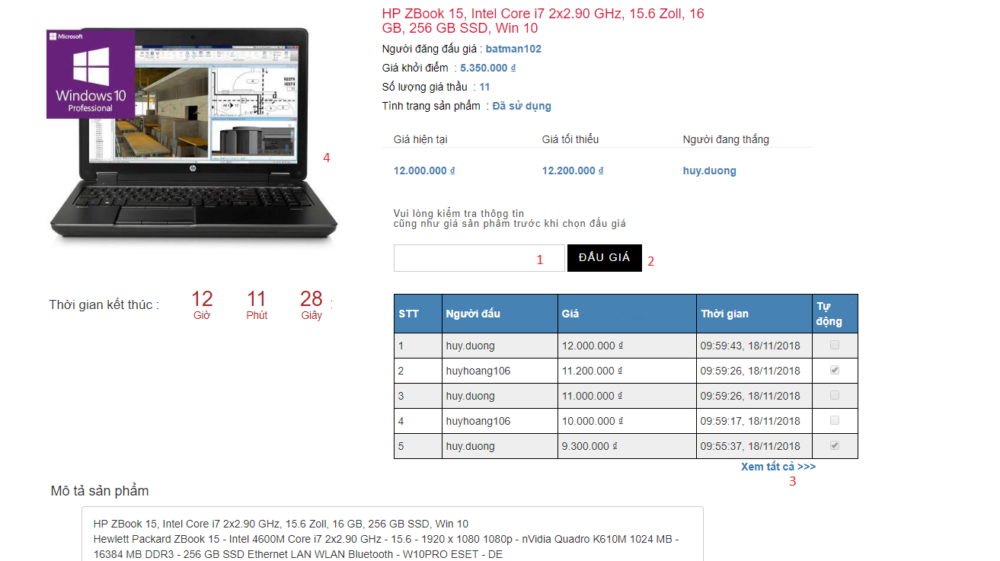 HP ZBook 15, Intel Core i7 2x2.90 GHz, 15.6 Zoll, 16
GB, 256 GB SSD, Win 10
Người đăng đấu giá : batman102
Giá khởi điểm : 5.350.000 ₫
Số lượng giá thầu : 11
Tình trạng sản phẩm : Đã sử dụng
Microsoft
Windows 10
Professional
4
Giá hiện tại Giá tối thiểu Người đang thắng
12.000.000 ₫ 12.200.000 ₫ huy.duong
Vui lòng kiểm tra thông tin
cũng như giá sản phẩm trước khi chọn đấu giá
1 ĐẤU GIÁ 2
Thời gian kết thúc : 12 11 28 :
Giờ Phút Giây
STT Người đấu Giá Thời gian Tự động
1 huy.duong 12.000.000 ₫ 09:59:43, 18/11/2018
2 huyhoang106 11.200.000 ₫ 09:59:26, 18/11/2018
3 huy.duong 11.000.000 ₫ 09:59:26, 18/11/2018
4 huyhoang106 10.000.000 ₫ 09:59:17, 18/11/2018
5 huy.duong 9.300.000 ₫ 09:55:37, 18/11/2018
Xem tất cả >>>
3
Mô tả sản phẩm
HP ZBook 15, Intel Core i7 2x2.90 GHz, 15.6 Zoll, 16 GB, 256 GB SSD, Win 10
Hewlett Packard ZBook 15 - Intel 4600M Core i7 2x2.90 GHz - 15.6 - 1920 x 1080 1080p - nVidia Quadro K610M 1024 MB -
16384 MB DDR3 - 256 GB SSD Ethernet LAN WLAN Bluetooth - W10PRO ESET - DE